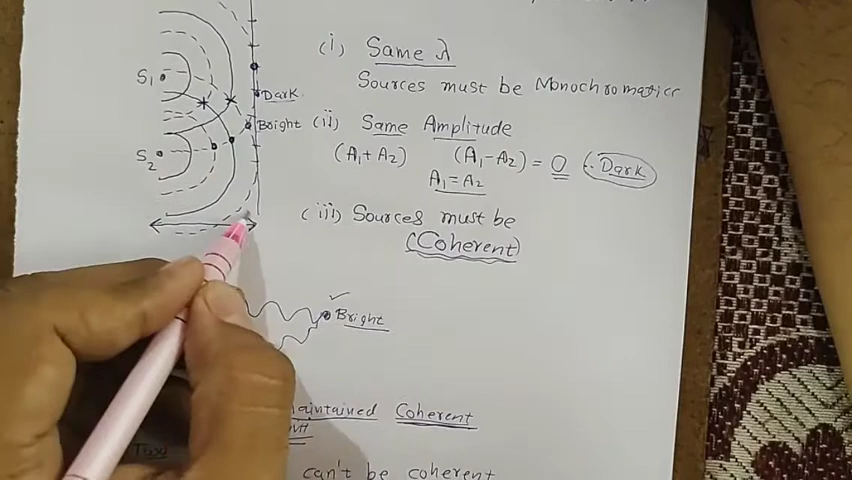 (i) Same λ
Sources must be Monochromatic
S1
Dark.
Bright
(ii) Same Amplitude
S2
(A1+A2) (A1-A2) = 0 (Dark
A1=A2
(iii) Sources must be
(Coherent)
Bright
aintained Coherent
can't be coherent